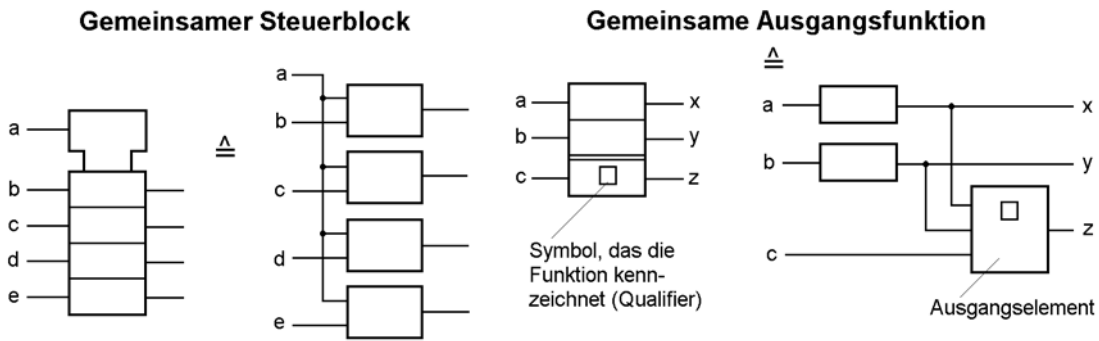 Gemeinsamer Steuerblock
a
b
c
d
e
≙
a
b
c
d
e
Gemeinsame Ausgangsfunktion
a
b
c
x
y
z
Symbol, das die
Funktion kenn-
zeichnet (Qualifier)
≙
a
b
c
x
y
z
Ausgangselement